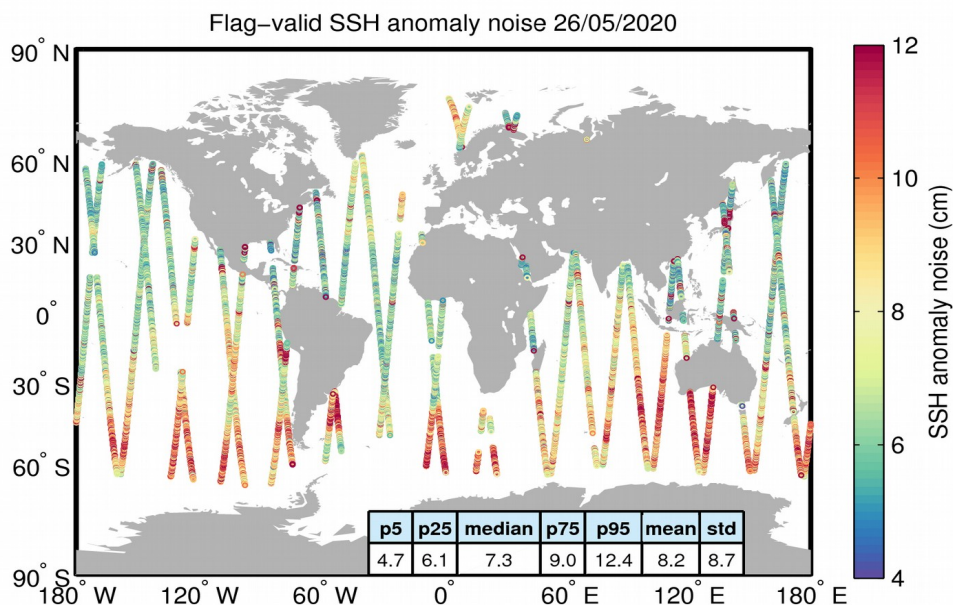 Flag−valid SSH anomaly noise 26/05/2020
90° N
60° N
30° N
0°
30° S
60° S
90° S
180° W
120° W
60° W
0
60° E
120° E
180° E
12
10
8
6
4
SSH anomaly noise (cm)
p5 p25 median p75 p95 mean std
4.7 6.1 7.3 9.0 12.4 8.2 8.7